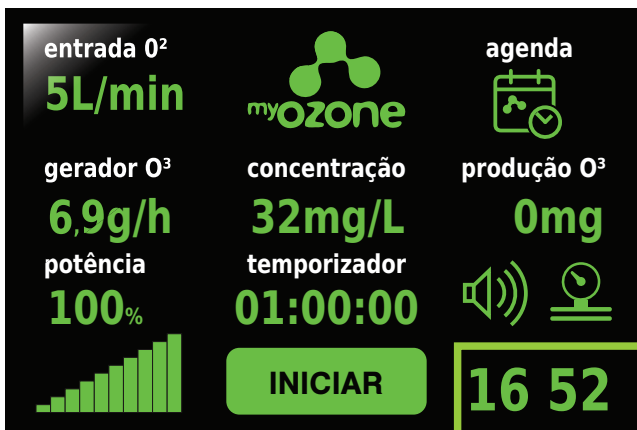 entrada 0²
5L/min
myozone
agenda
gerador O³
6,9g/h
concentração
32mg/L
produção O³
0mg
potência
100%
temporizador
01:00:00
INICIAR
16 52